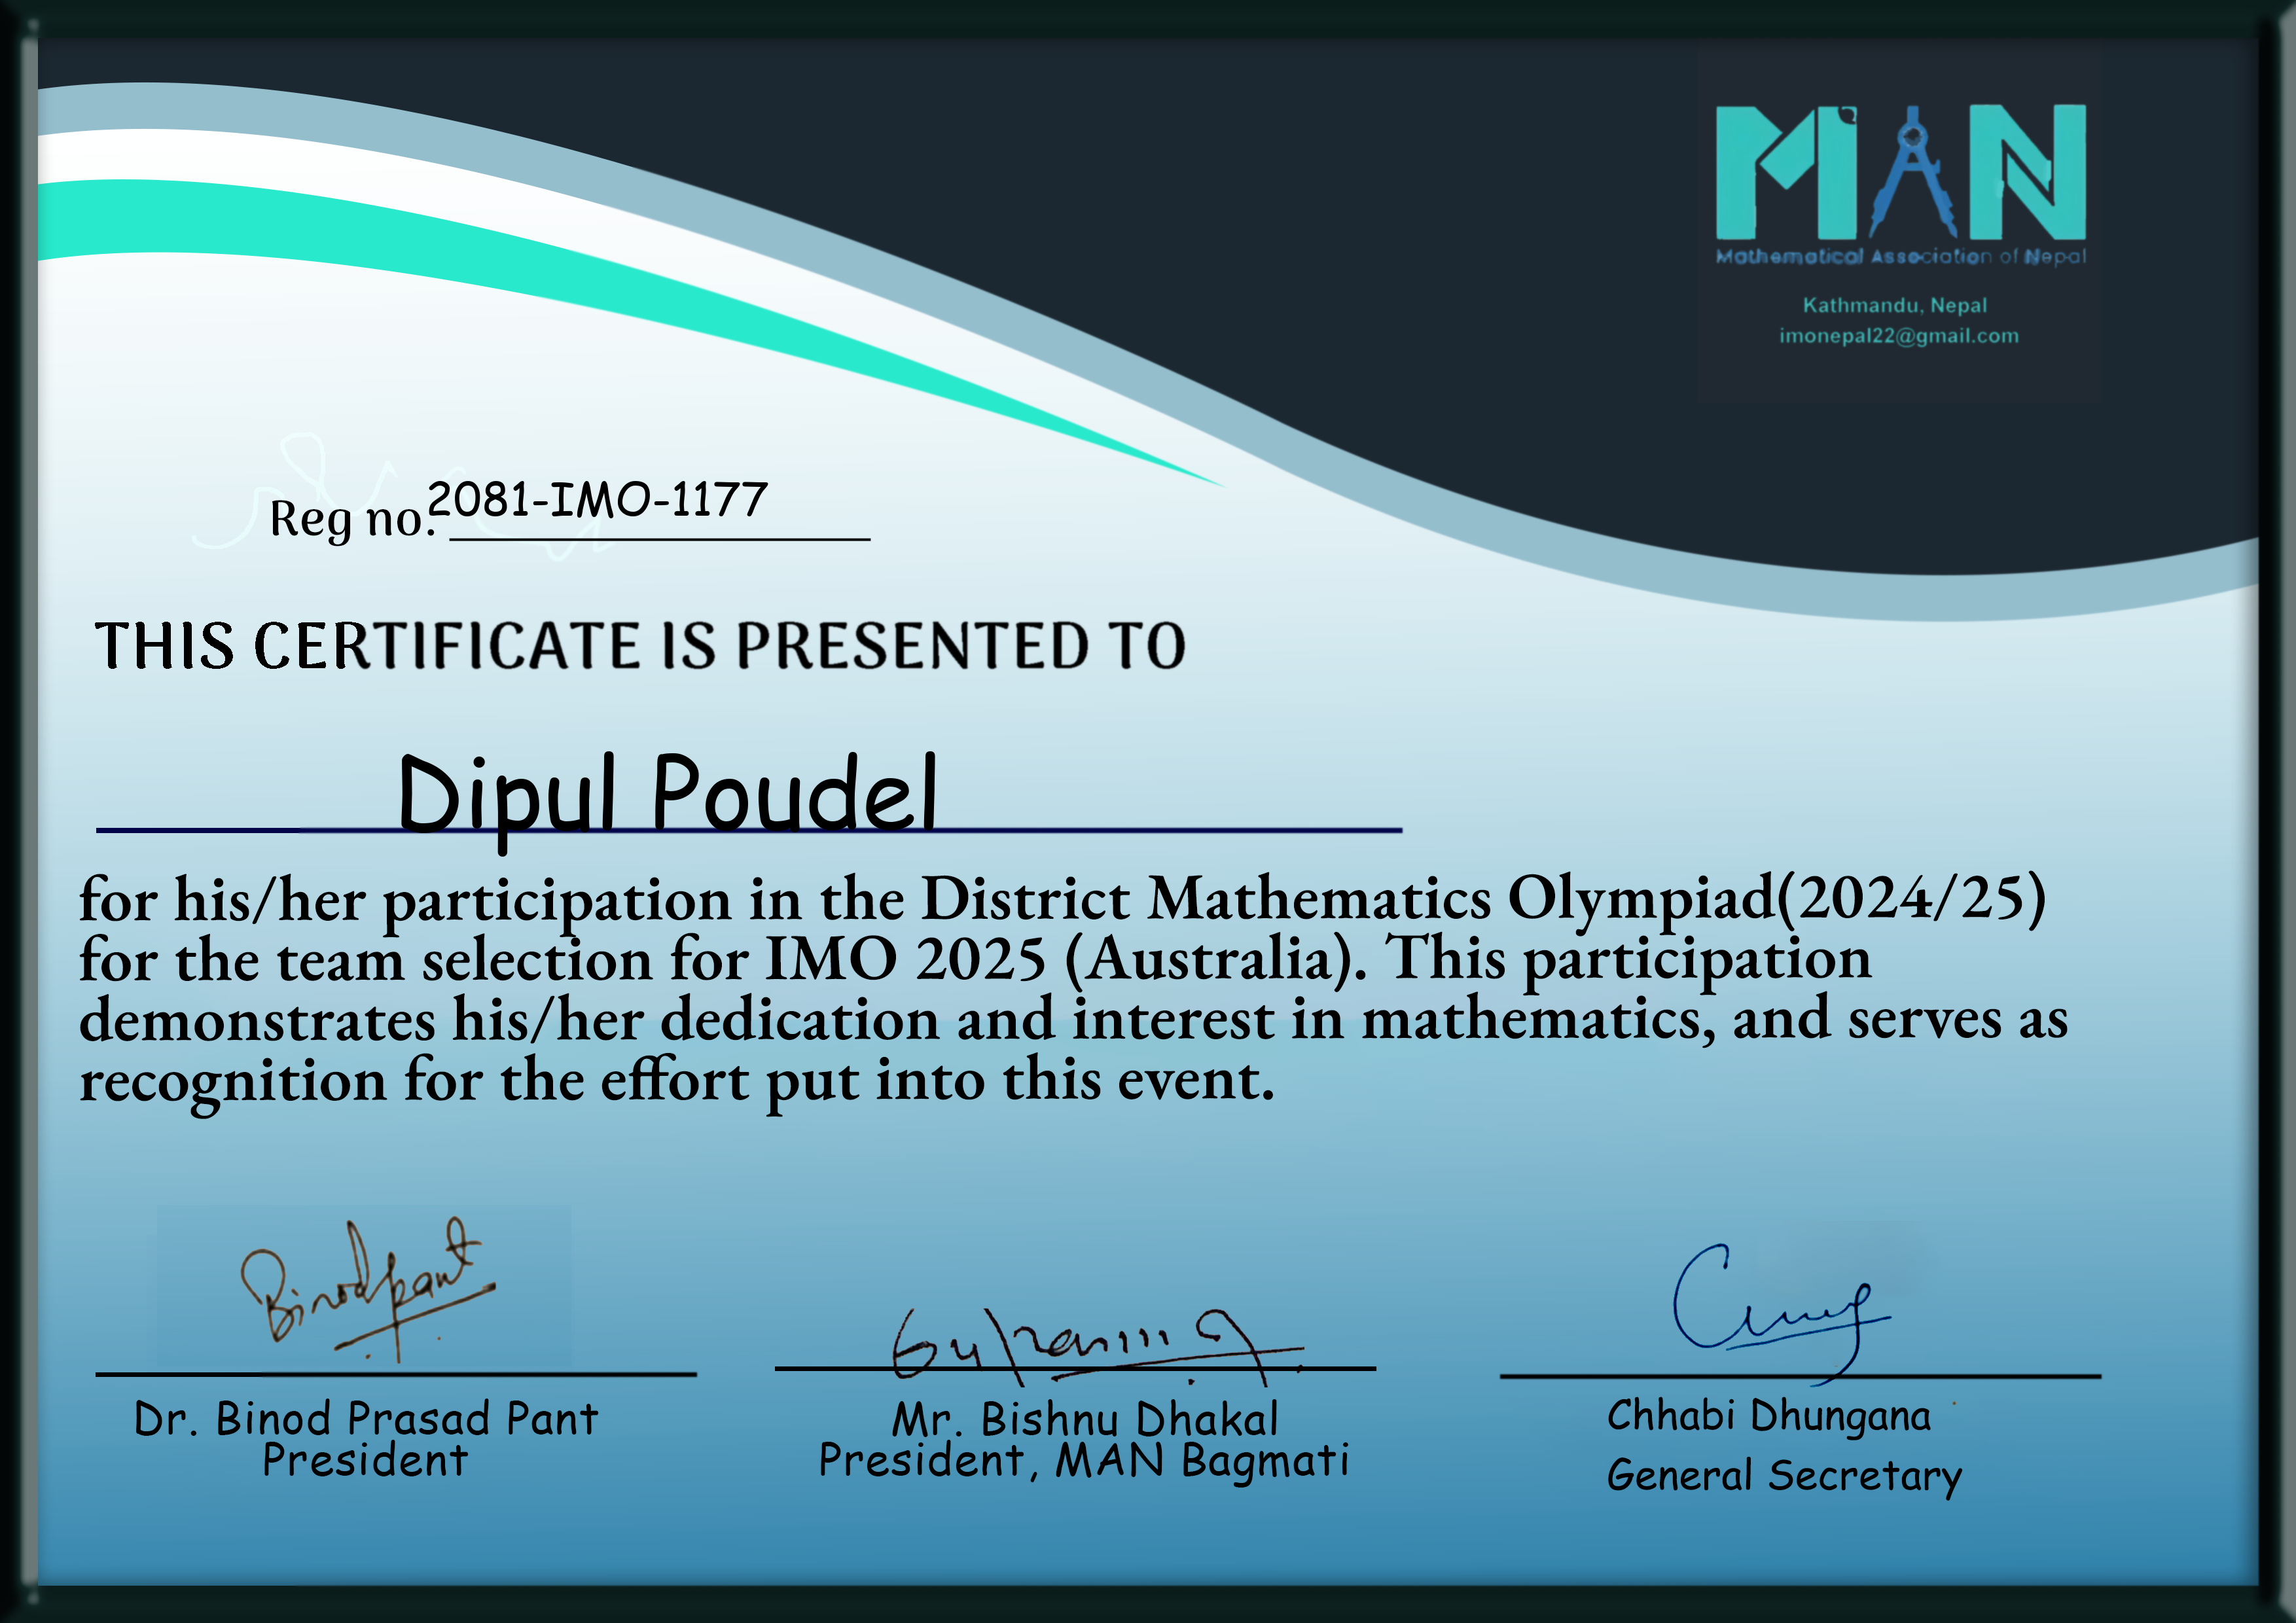 MAN
Mathematical Association of Nepal
Kathmandu, Nepal
imonepal22@gmail.com
Reg no. 2081-IMO-1177
THIS CERTIFICATE IS PRESENTED TO
Dipul Poudel
for his/her participation in the District Mathematics Olympiad(2024/25)
for the team selection for IMO 2025 (Australia). This participation
demonstrates his/her dedication and interest in mathematics, and serves as
recognition for the effort put into this event.
Binodpant
Dr. Binod Prasad Pant
President
Mr. Bishnu Dhakal
President, MAN Bagmati
Chhabi Dhungana
General Secretary